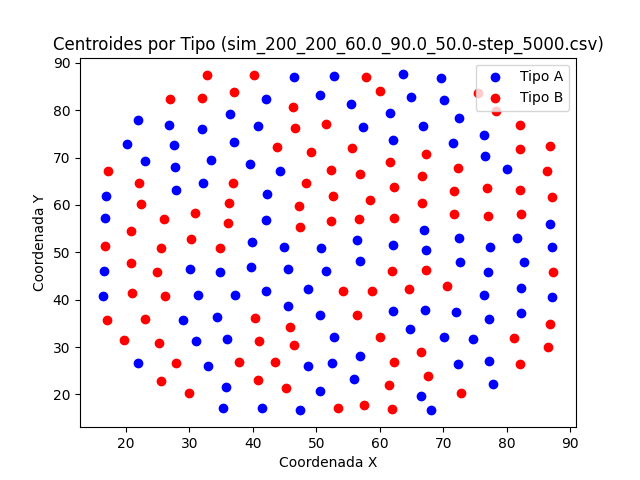 Centroides por Tipo (sim_200_200_60.0_90.0_50.0-step_5000.csv)
Tipo A
Tipo B
90
80
70
60
50
40
30
20
Coordenada Y
20 30 40 50 60 70 80 90
Coordenada X